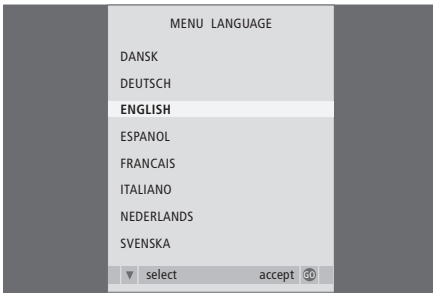 MENU LANGUAGE
DANSK
DEUTSCH
ENGLISH
ESPANOL
FRANCAIS
ITALIANO
NEDERLANDS
SVENSKA
▼ select accept GO